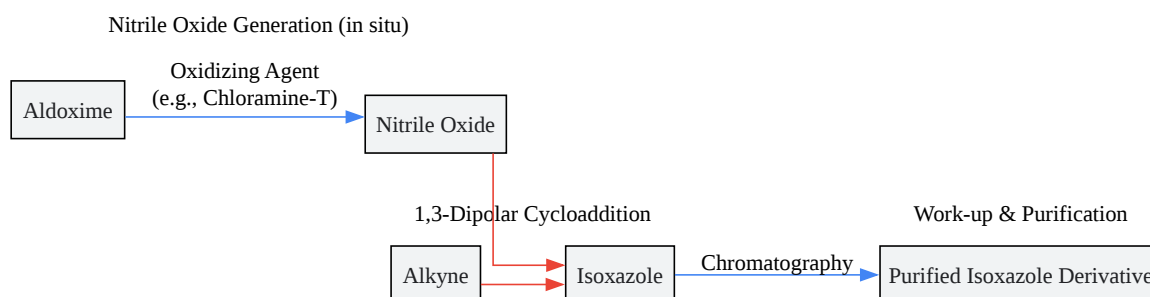 Nitrile Oxide Generation (in situ)
Oxidizing Agent
(e.g., Chloramine-T)
Aldoxime
Nitrile Oxide
1,3-Dipolar Cycloaddition
Work-up & Purification
Alkyne
Isoxazole
Chromatography
Purified Isoxazole Derivative